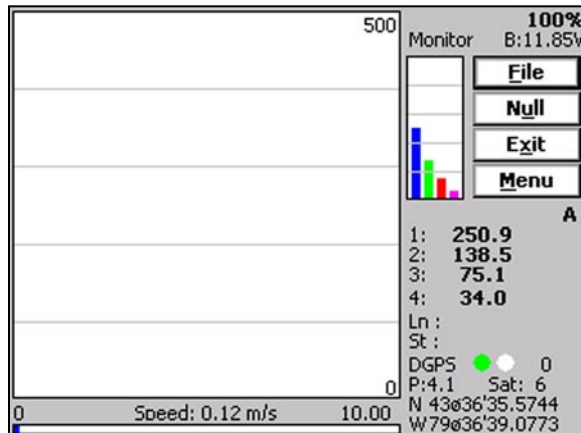 500
100%
Monitor B:11.85V
File
Null
Exit
Menu
A
1: 250.9
2: 138.5
3: 75.1
4: 34.0
Ln :
St :
DGPS 0
P:4.1 Sat: 6
N 43ø36'35.5744
W79ø36'39.0773
0
0 Speed: 0.12 m/s 10.00